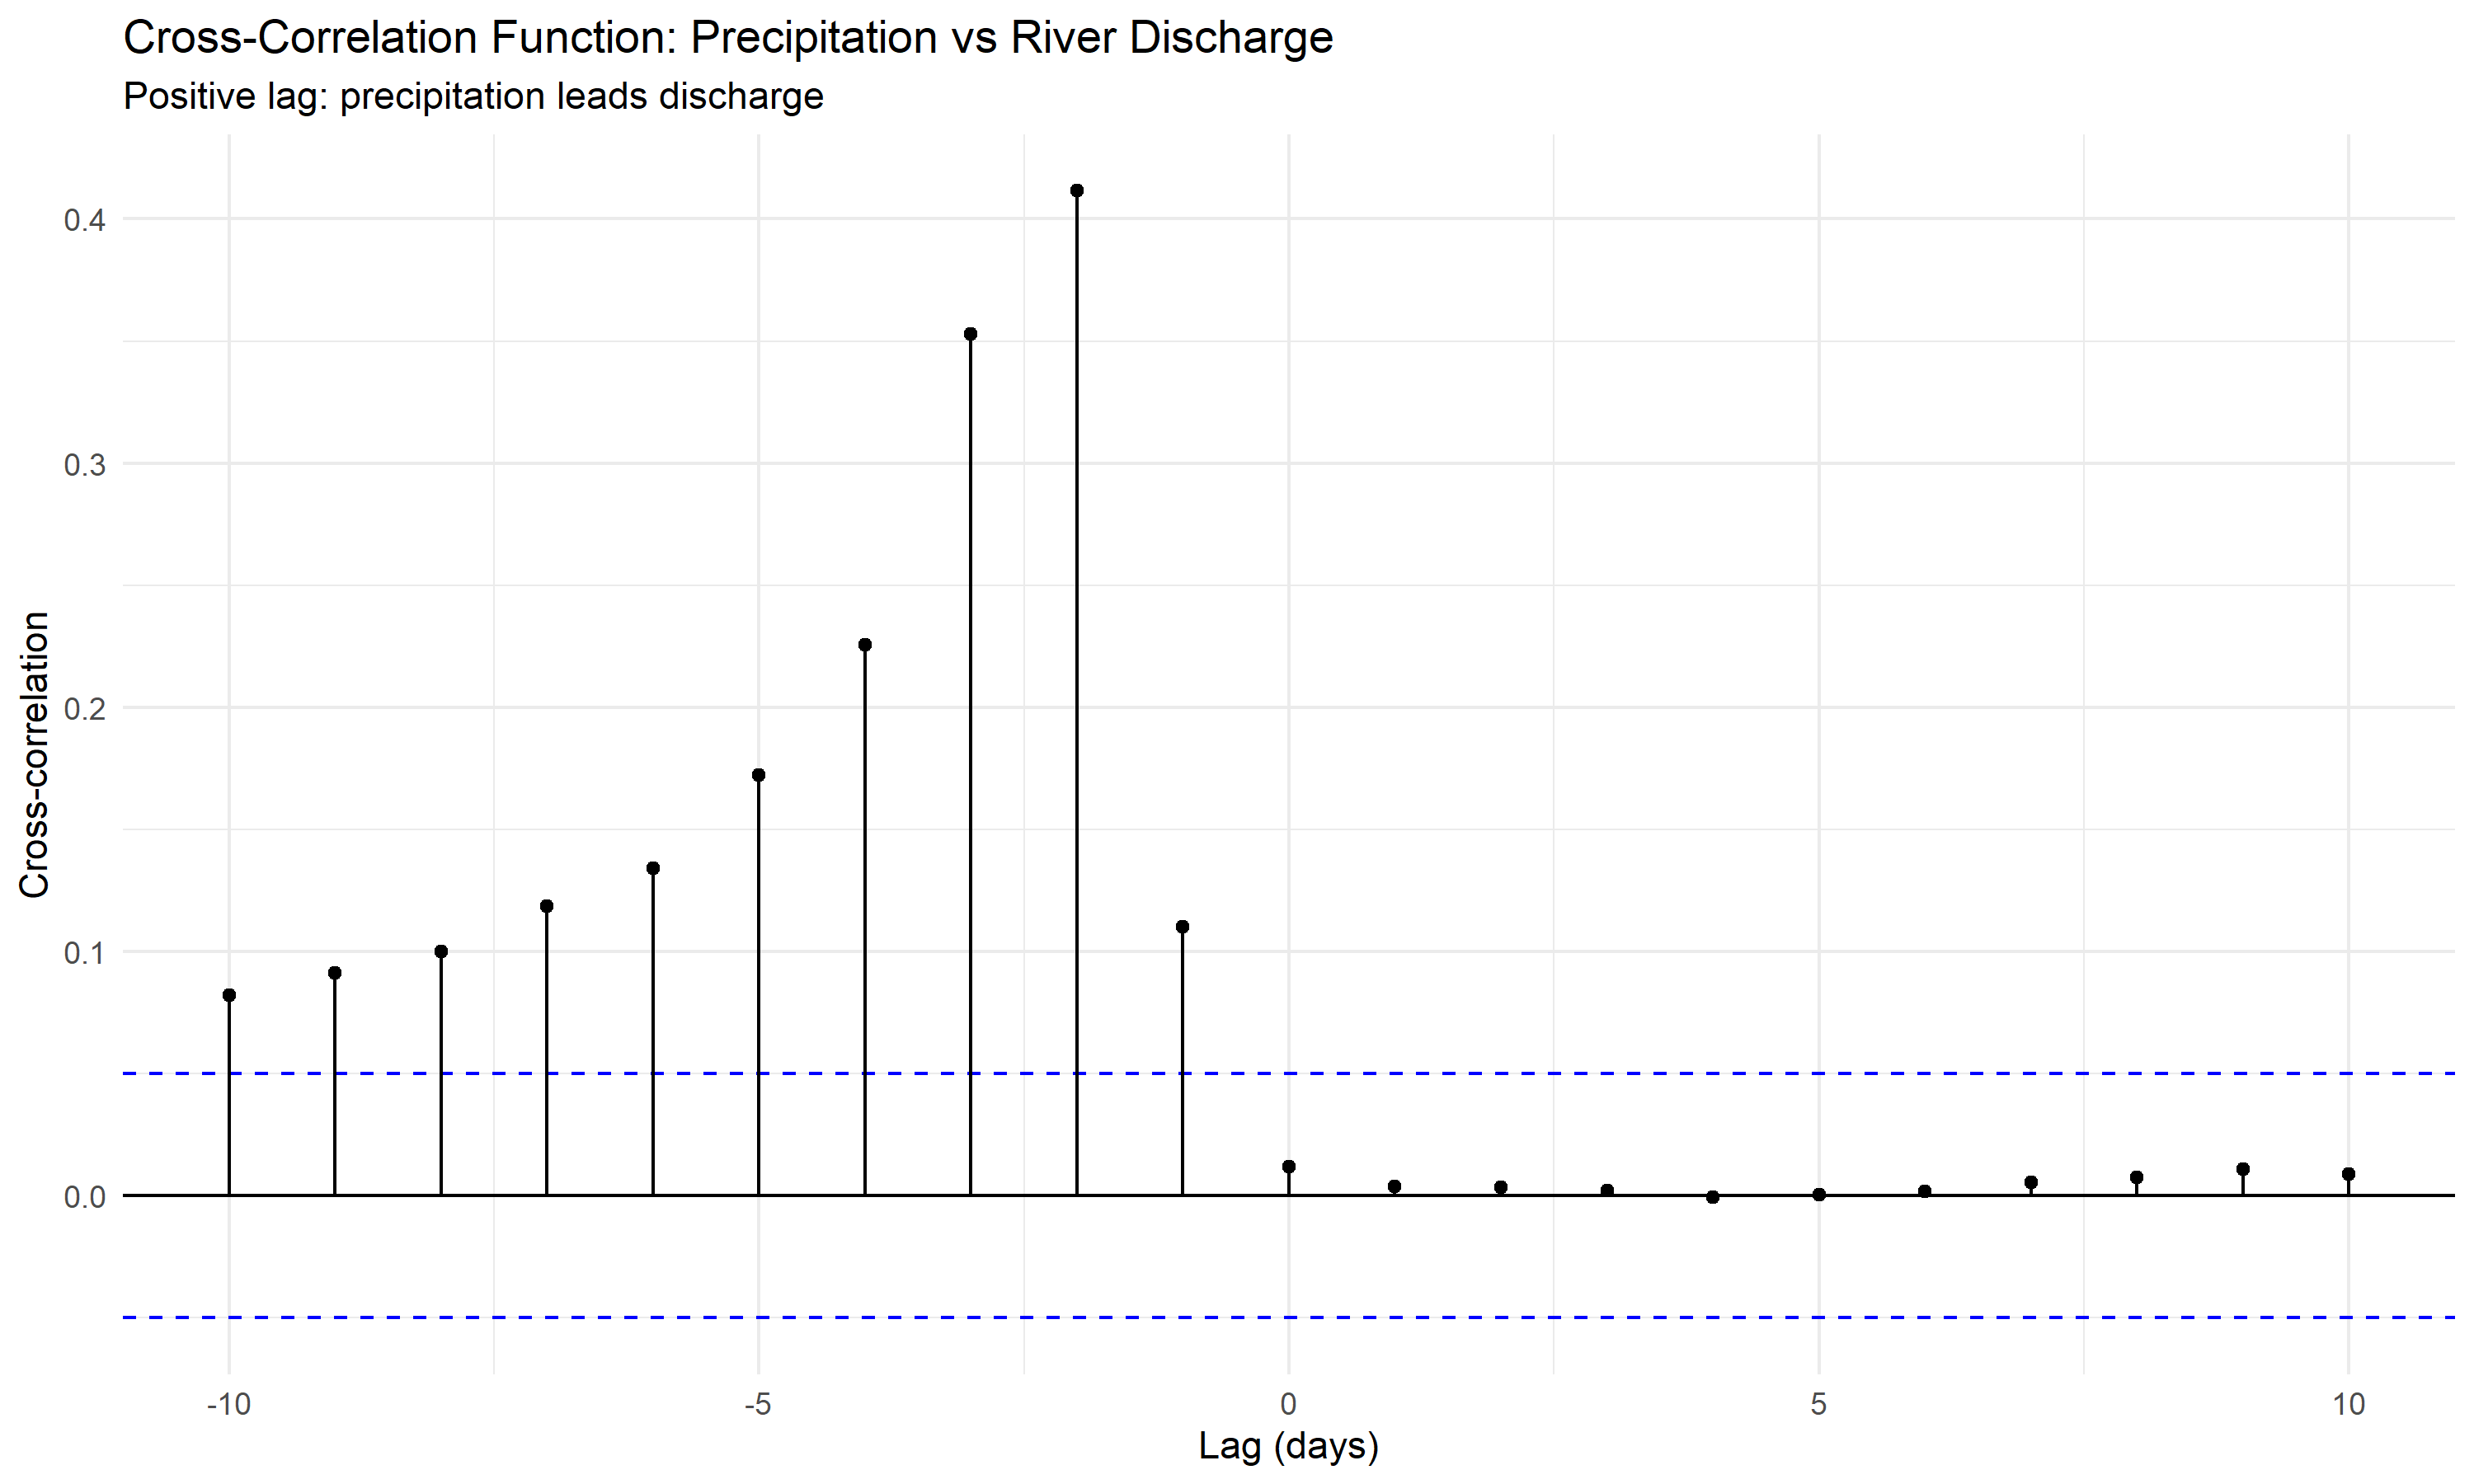 Cross-Correlation Function: Precipitation vs River Discharge
Positive lag: precipitation leads discharge
Cross-correlation
0.4
0.3
0.2
0.1
0.0
-10
-5
0
5
10
Lag (days)